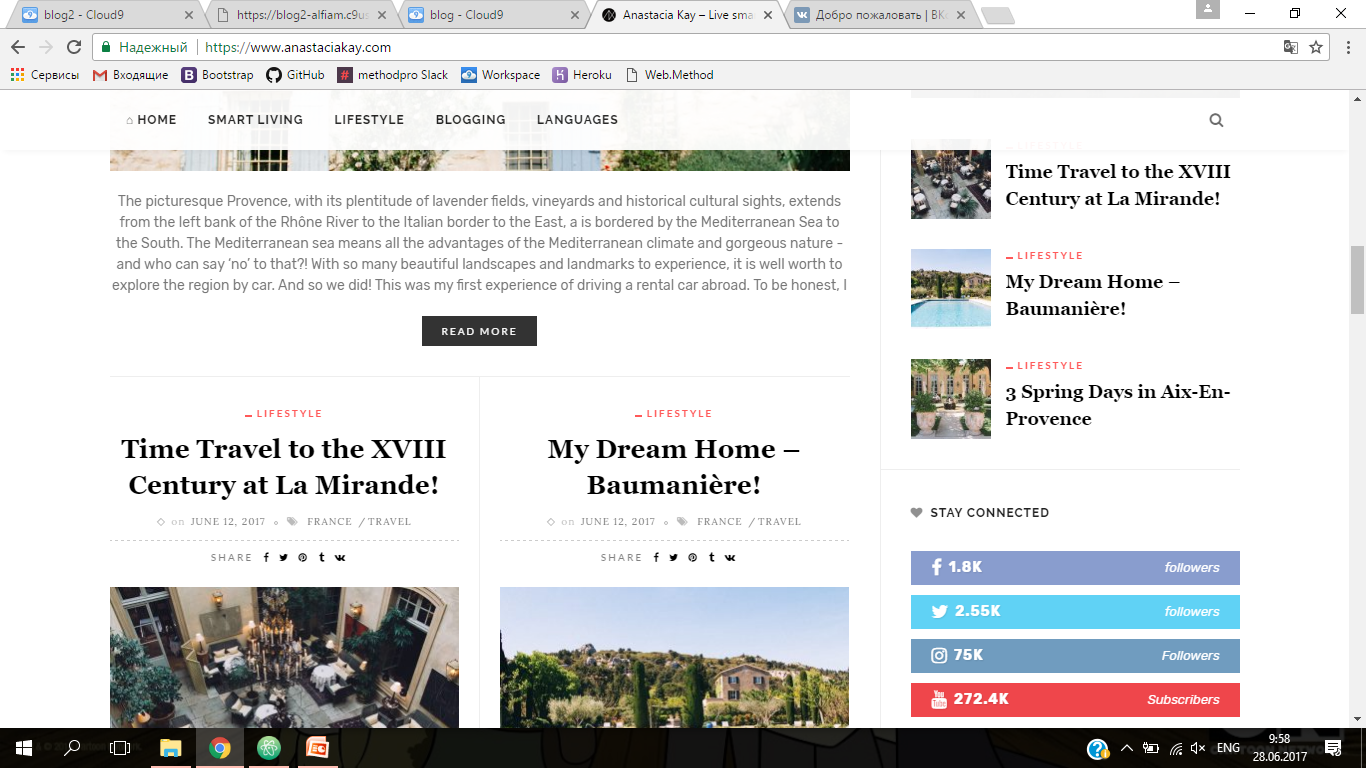 blog2 - Cloud9
https://blog2-alfiam.c9us
blog - Cloud9
Anastacia Kay – Live sma
Добро пожаловать | ВК
Надежный
https://www.anastaciakay.com
Сервисы
Входящие
Bootstrap
GitHub
methodpro Slack
Workspace
Heroku
Web.Method
HOME
SMART LIVING
LIFESTYLE
BLOGGING
LANGUAGES
The picturesque Provence, with its plentitude of lavender fields, vineyards and historical cultural sights, extends
from the left bank of the Rhône River to the Italian border to the East, a is bordered by the Mediterranean Sea to
the South. The Mediterranean sea means all the advantages of the Mediterranean climate and gorgeous nature -
and who can say ‘no’ to that?! With so many beautiful landscapes and landmarks to experience, it is well worth to
explore the region by car. And so we did! This was my first experience of driving a rental car abroad. To be honest, I
READ MORE
LIFESTYLE
Time Travel to the XVIII
Century at La Mirande!
on JUNE 12, 2017 FRANCE / TRAVEL
SHARE
LIFESTYLE
My Dream Home –
Baumanière!
on JUNE 12, 2017 FRANCE / TRAVEL
SHARE
Time Travel to the XVIII
Century at La Mirande!
LIFESTYLE
My Dream Home –
Baumanière!
LIFESTYLE
3 Spring Days in Aix-En-
Provence
STAY CONNECTED
1.8K followers
2.55K followers
75K Followers
You Tube 272.4K Subscribers
ENG
9:58
28.06.2017